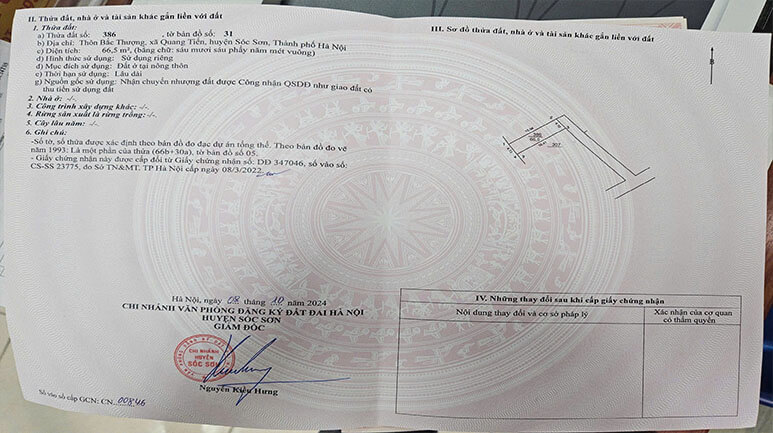 II. Thửa đất, nhà ở và tài sản khác gắn liền với đất
1. Thửa đất:
a) Thửa đất số: 386 , tờ bản đồ số: 31
b) Địa chỉ: Thôn Bắc Thượng, xã Quang Tiến, huyện Sóc Sơn, Thành phố Hà Nội
c) Diện tích: 66,5 m², (bằng chữ: sáu mươi sáu phẩy năm mét vuông)
d) Hình thức sử dụng: Sử dụng riêng
đ) Mục đích sử dụng: Đất ở tại nông thôn
e) Thời hạn sử dụng: Lâu dài
g) Nguồn gốc sử dụng: Nhận chuyển nhượng đất được Công nhận QSDĐ như giao đất có
thu tiền sử dụng đất
2. Nhà ở: -/-.
3. Công trình xây dựng khác: -/-.
4. Rừng sản xuất là rừng trồng: -/-.
5. Cây lâu năm: -/-.
6. Ghi chú:
-Số tờ, số thửa được xác định theo bản đồ đo đạc dự án tổng thể. Theo bản đồ đo vẽ
năm 1993: Là một phần của thửa (66b+30a), tờ bản đồ số 05.
- Giấy chứng nhận này được cấp đổi từ Giấy chứng nhận số: DĐ 347046, số vào sổ:
CS-SS 23775, do Sở TN&MT. TP Hà Nội cấp ngày 08/3/2022.
Hà Nội, ngày 08 tháng 10 năm 2024
CHI NHÁNH VĂN PHÒNG ĐĂNG KÝ ĐẤT ĐAI HÀ NỘI
HUYỆN SÓC SƠN
GIÁM ĐỐC
CHI NHÁNH
HUYỆN
SÓC SƠN
Nguyễn Kiều Hưng
Số vào sổ cấp GCN: CN 00846
III. Sơ đồ thửa đất, nhà ở và tài sản khác gắn liền với đất
B
386
66.5
307
IV. Những thay đổi sau khi cấp giấy chứng nhận
Nội dung thay đổi và cơ sở pháp lý
Xác nhận của cơ quan
có thẩm quyền